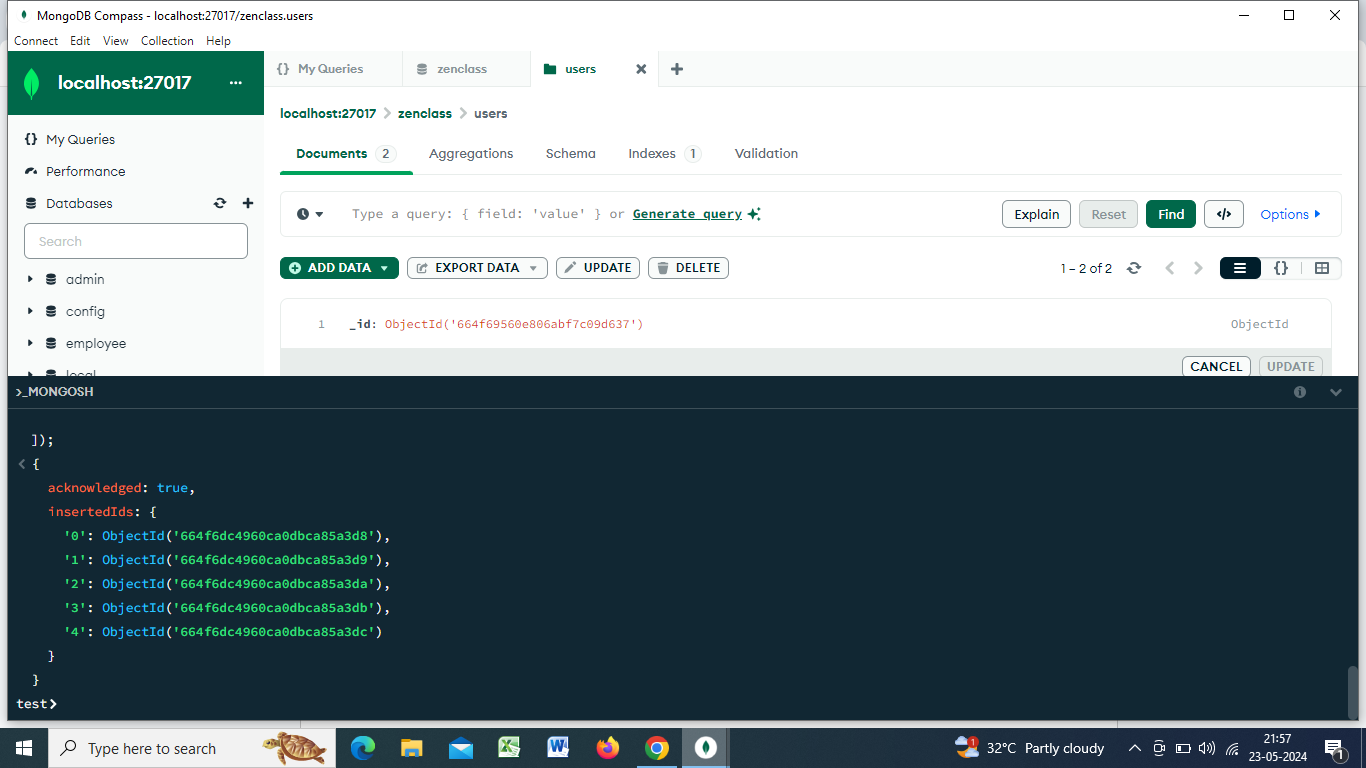 MongoDB Compass - localhost:27017/zenclass.users
Connect Edit View Collection Help
localhost:27017 ...
{} My Queries
zenclass
users
My Queries
Performance
Databases
Search
admin
config
employee
local
localhost:27017 > zenclass > users
Documents 2 Aggregations Schema Indexes 1 Validation
Type a query: { field: 'value' } or Generate query
Explain Reset Find </> Options
ADD DATA EXPORT DATA UPDATE DELETE
1 – 2 of 2
{}
1 _id: ObjectId('664f69560e806abf7c09d637') ObjectId
CANCEL UPDATE
>_MONGOSH
]);
< {
acknowledged: true,
insertedIds: {
'0': ObjectId('664f6dc4960ca0dbca85a3d8'),
'1': ObjectId('664f6dc4960ca0dbca85a3d9'),
'2': ObjectId('664f6dc4960ca0dbca85a3da'),
'3': ObjectId('664f6dc4960ca0dbca85a3db'),
'4': ObjectId('664f6dc4960ca0dbca85a3dc')
}
}
test>
Type here to search
1
32°C Partly cloudy
21:57
23-05-2024
1